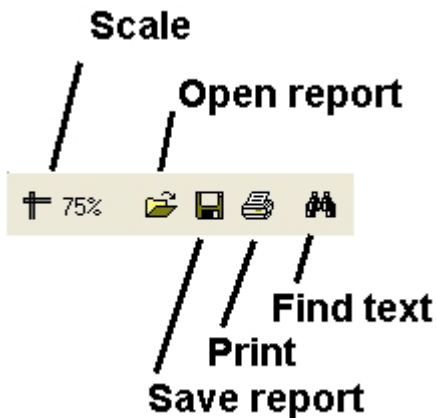 Scale
Open report
75%
Find text
Print
Save report